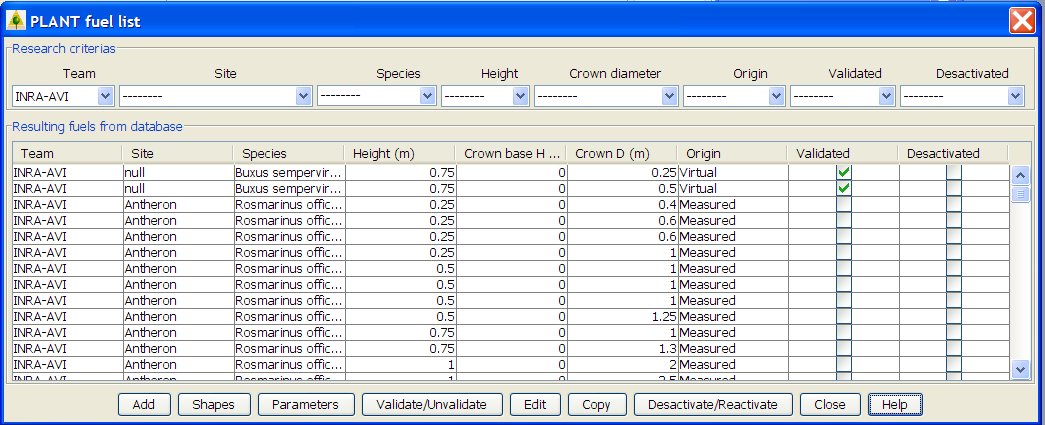 PLANT fuel list
Research criterias
Team Site Species Height Crown diameter Origin Validated Desactivated
INRA-AVI -------- -------- -------- -------- -------- -------- --------
Resulting fuels from database
Team Site Species Height (m) Crown base H ... Crown D (m) Origin Validated Desactivated
INRA-AVI null Buxus sempervir... 0.75 0 0.25 Virtual
INRA-AVI null Buxus sempervir... 0.75 0 0.5 Virtual
INRA-AVI Antheron Rosmarinus offic... 0.25 0 0.4 Measured
INRA-AVI Antheron Rosmarinus offic... 0.25 0 0.6 Measured
INRA-AVI Antheron Rosmarinus offic... 0.25 0 0.6 Measured
INRA-AVI Antheron Rosmarinus offic... 0.25 0 1 Measured
INRA-AVI Antheron Rosmarinus offic... 0.5 0 1 Measured
INRA-AVI Antheron Rosmarinus offic... 0.5 0 1 Measured
INRA-AVI Antheron Rosmarinus offic... 0.5 0 1 Measured
INRA-AVI Antheron Rosmarinus offic... 0.5 0 1.25 Measured
INRA-AVI Antheron Rosmarinus offic... 0.75 0 1 Measured
INRA-AVI Antheron Rosmarinus offic... 0.75 0 1.3 Measured
INRA-AVI Antheron Rosmarinus offic... 1 0 2 Measured
INRA-AVI Antheron Rosmarinus offic... 1 0 2.5 Measured
Add Shapes Parameters Validate/Unvalidate Edit Copy Desactivate/Reactivate Close Help